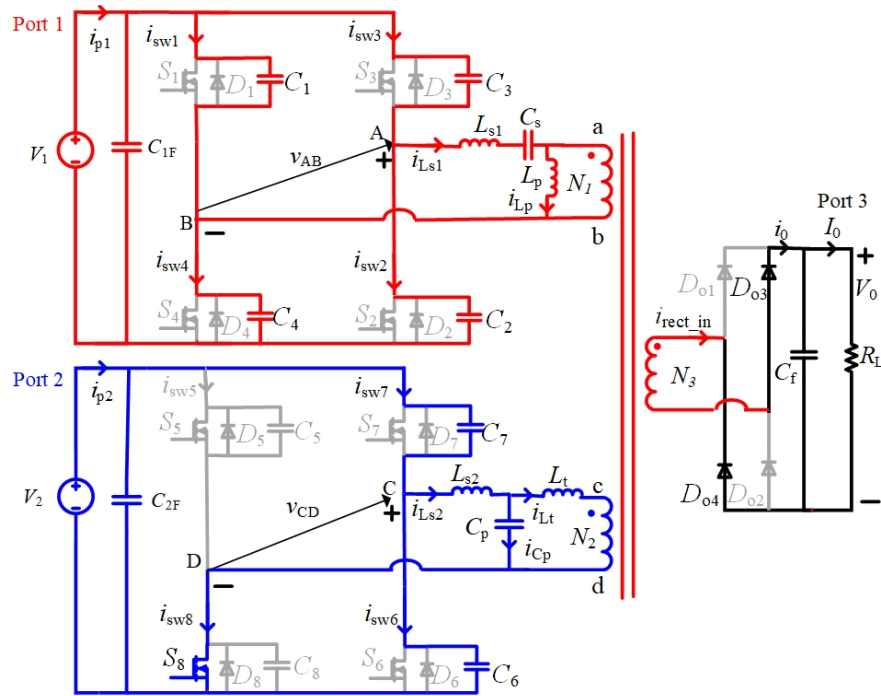 Port 1
i_p1
i_sw1
i_sw3
S_1
D_1
C_1
S_3
D_3
C_3
V_1
C_1F
v_AB
A
+
i_Ls1
L_s1
C_s
L_p
i_Lp
a
N_1
b
B
−
i_sw4
i_sw2
S_4
D_4
C_4
S_2
D_2
C_2
Port 3
i_0
I_0
+
V_0
D_o1
D_o3
i_rect_in
N_3
C_f
R_L
D_o4
D_o2
−
Port 2
i_p2
i_sw5
i_sw7
S_5
D_5
C_5
S_7
D_7
C_7
V_2
C_2F
v_CD
C
+
i_Ls2
L_s2
L_t
i_Lt
C_p
i_Cp
c
N_2
d
D
−
i_sw8
i_sw6
S_8
D_8
C_8
S_6
D_6
C_6